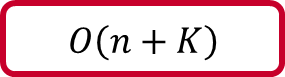 O(n + K)